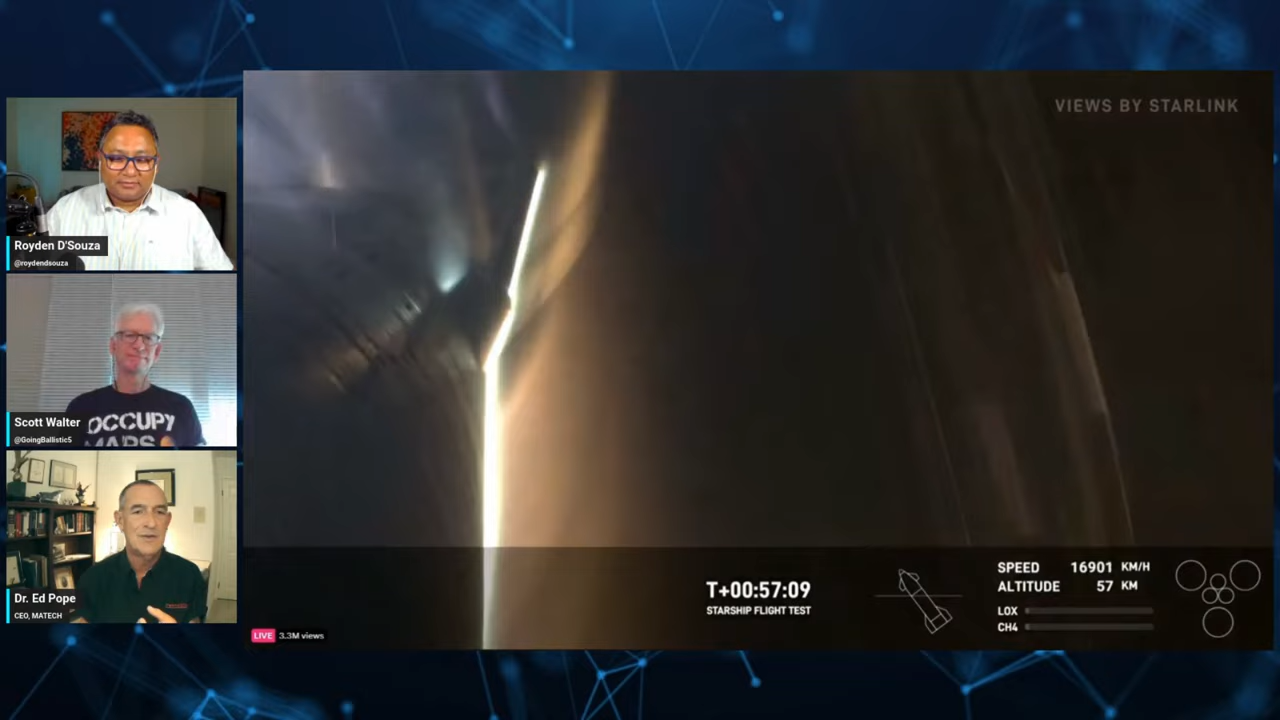 VIEWS BY STARLINK
Royden D'Souza
@roydendsouza
Scott Walter
@GoingBallistic5
OCCUPY
MARS
Dr. Ed Pope
CEO, MATECH
LIVE 3.3M views
T+00:57:09
STARSHIP FLIGHT TEST
SPEED 16901 KM/H
ALTITUDE 57 KM
LOX
CH4